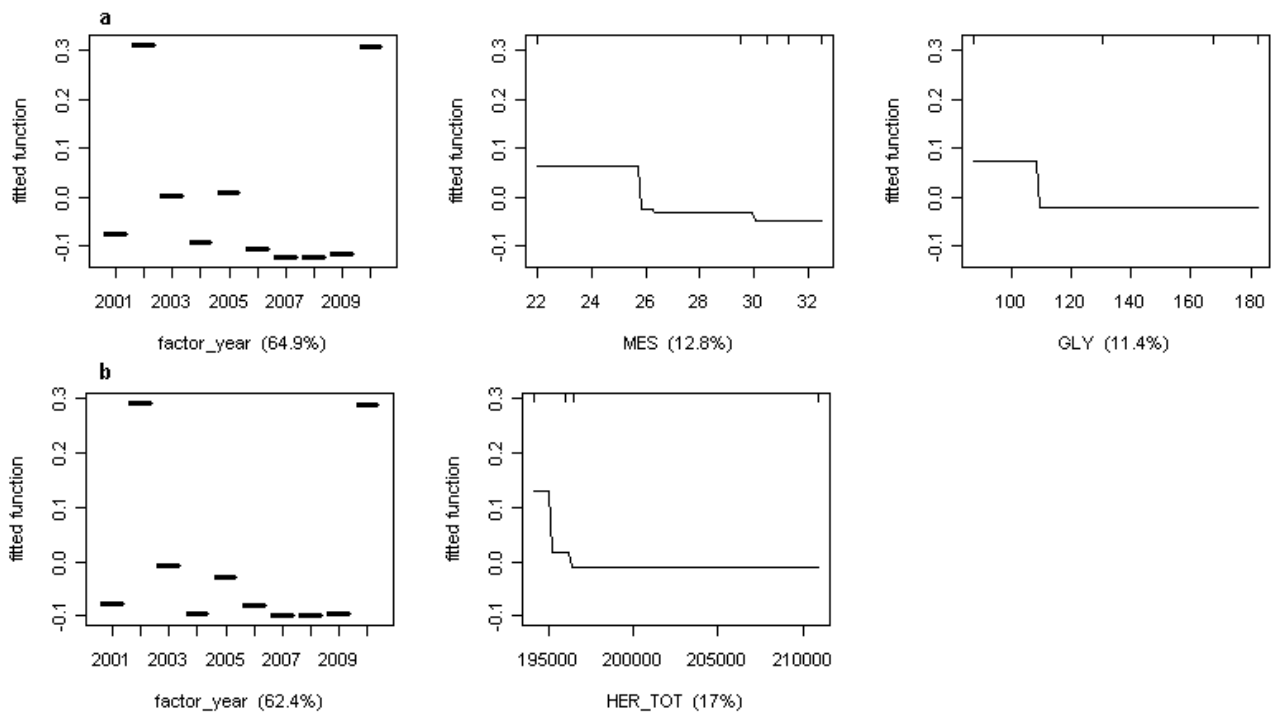 a
fitted function
0.3
0.2
0.1
0.0
-0.1
2001 2003 2005 2007 2009
factor_year (64.9%)
fitted function
0.3
0.2
0.1
0.0
-0.1
22 24 26 28 30 32
MES (12.8%)
fitted function
0.3
0.2
0.1
0.0
-0.1
100 120 140 160 180
GLY (11.4%)
b
fitted function
0.3
0.2
0.1
0.0
-0.1
2001 2003 2005 2007 2009
factor_year (62.4%)
fitted function
0.3
0.2
0.1
0.0
-0.1
195000 200000 205000 210000
HER_TOT (17%)